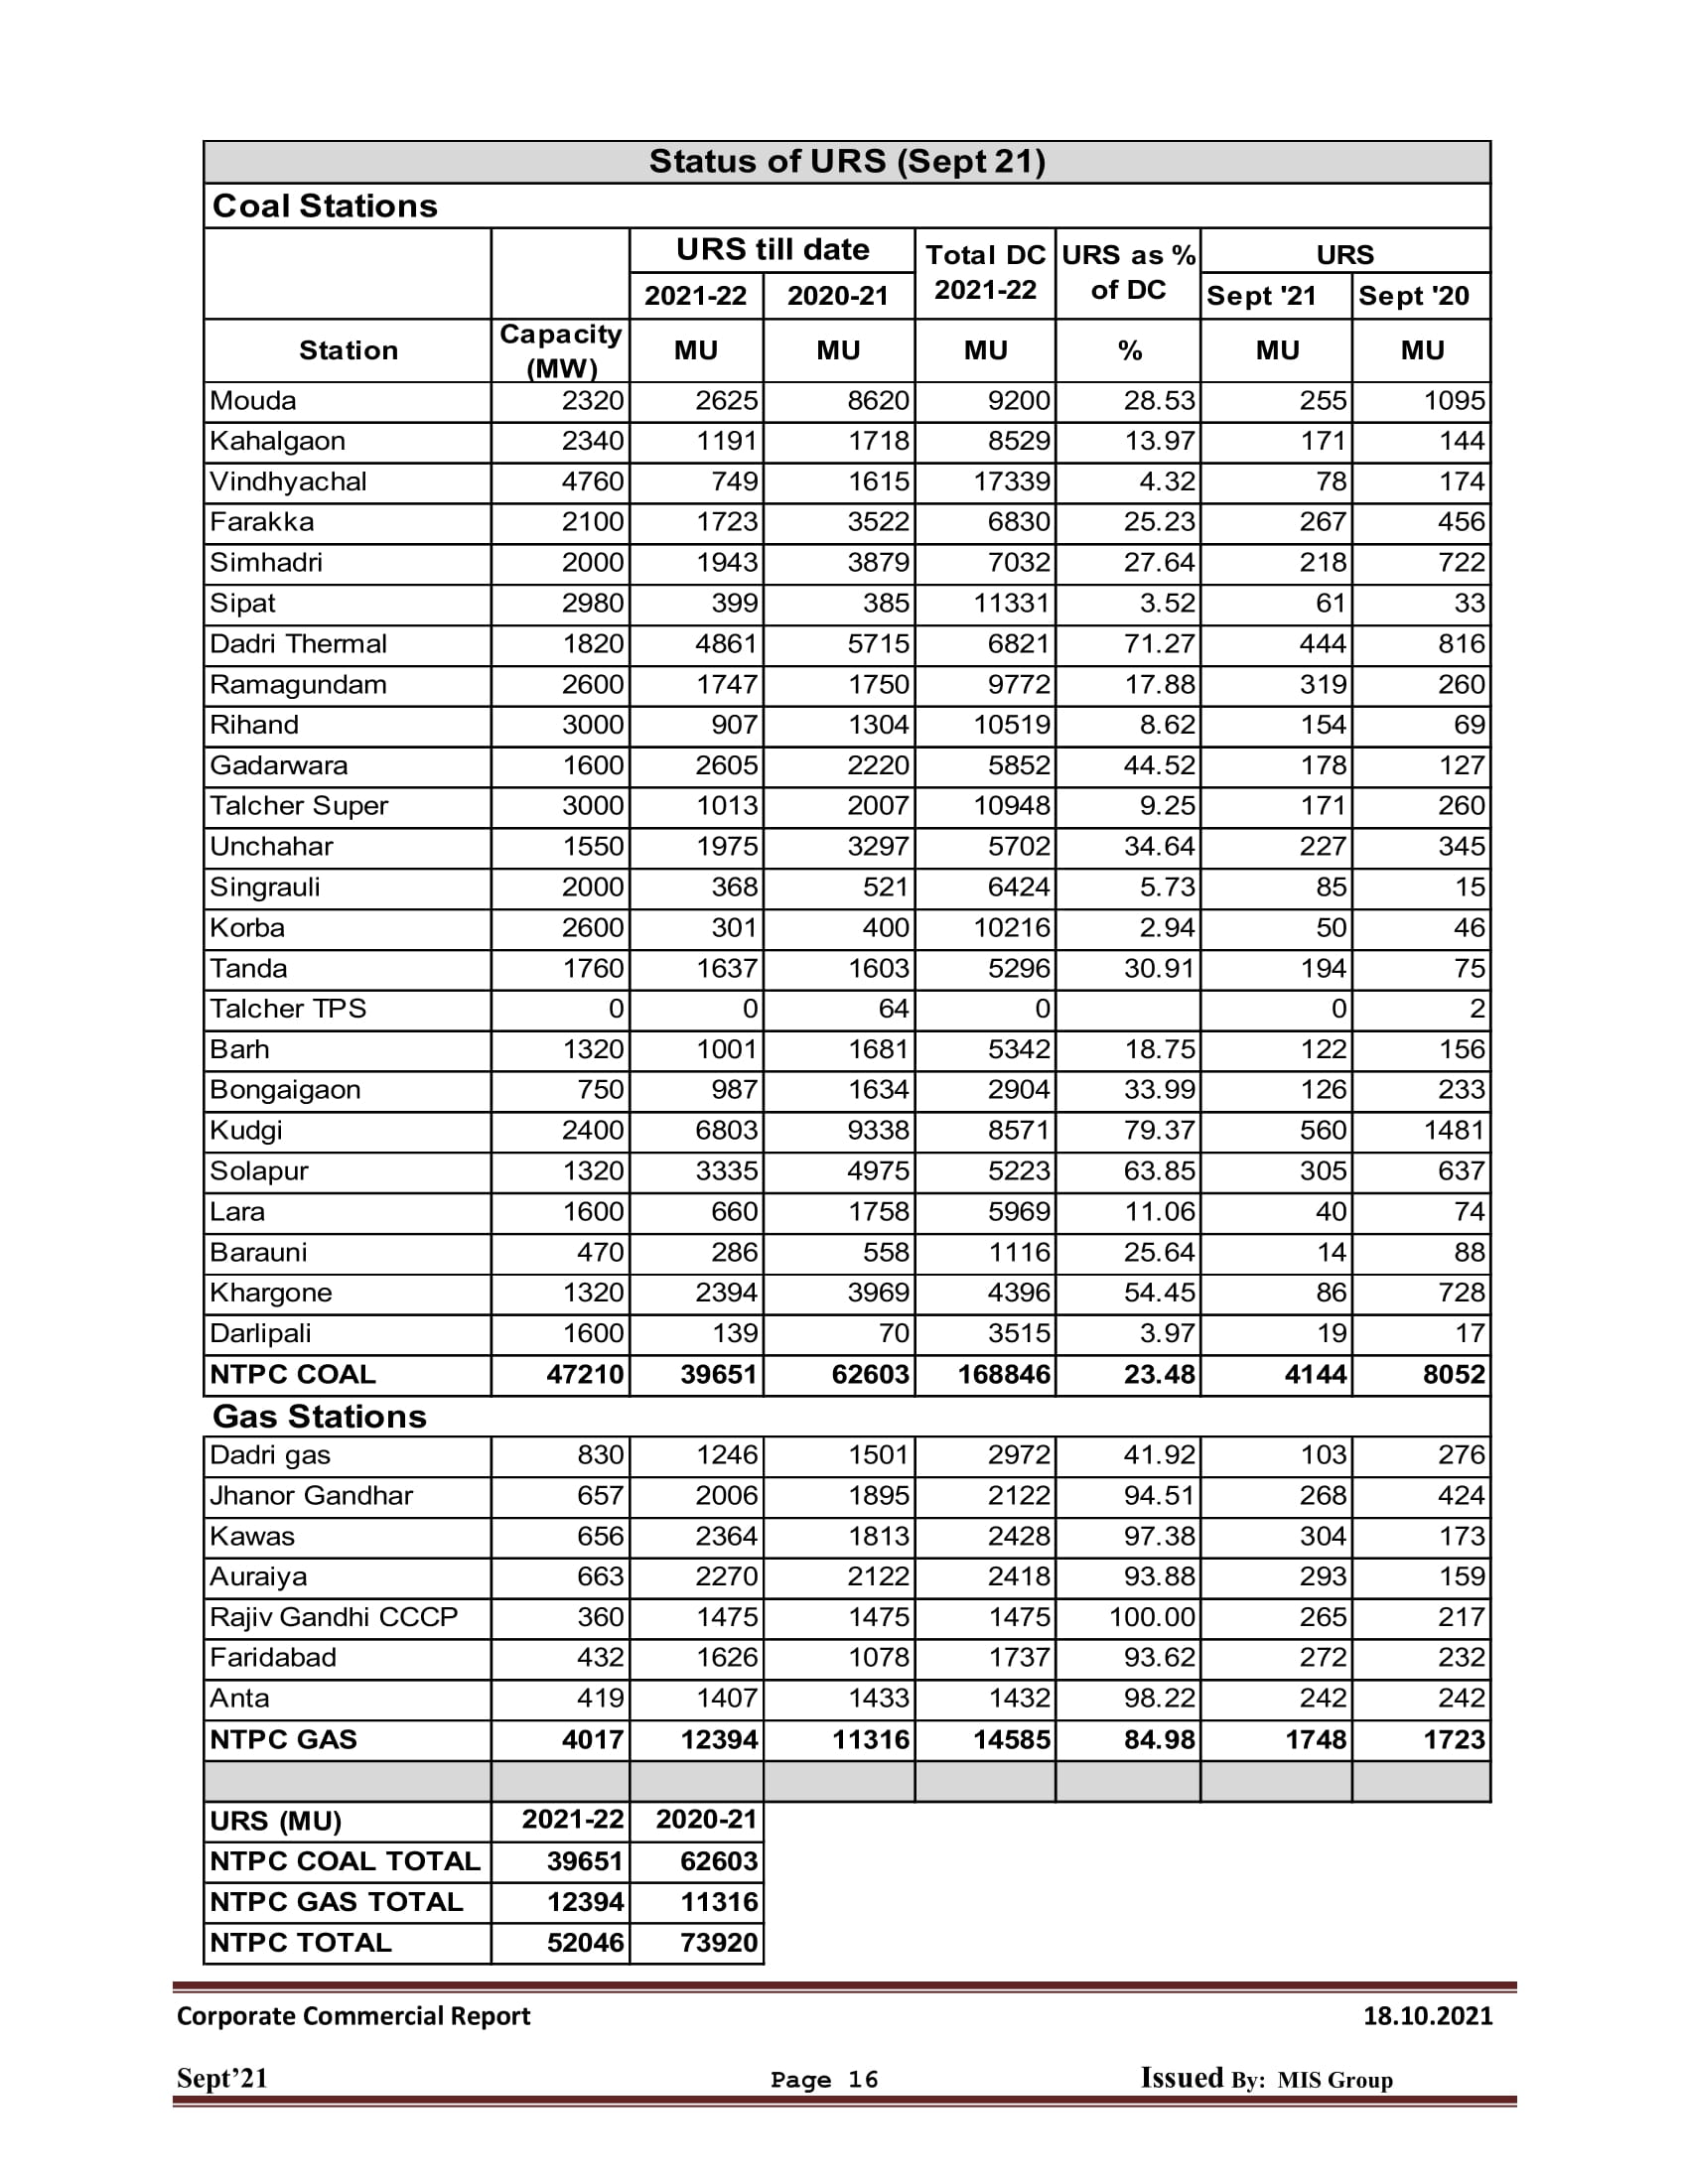 Status of URS (Sept 21)
Coal Stations
URS till date Total DC 2021-22 URS as % of DC URS
2021-22 2020-21 Sept '21 Sept '20
Station Capacity (MW) MU MU MU % MU MU
Mouda 2320 2625 8620 9200 28.53 255 1095
Kahalgaon 2340 1191 1718 8529 13.97 171 144
Vindhyachal 4760 749 1615 17339 4.32 78 174
Farakka 2100 1723 3522 6830 25.23 267 456
Simhadri 2000 1943 3879 7032 27.64 218 722
Sipat 2980 399 385 11331 3.52 61 33
Dadri Thermal 1820 4861 5715 6821 71.27 444 816
Ramagundam 2600 1747 1750 9772 17.88 319 260
Rihand 3000 907 1304 10519 8.62 154 69
Gadarwara 1600 2605 2220 5852 44.52 178 127
Talcher Super 3000 1013 2007 10948 9.25 171 260
Unchahar 1550 1975 3297 5702 34.64 227 345
Singrauli 2000 368 521 6424 5.73 85 15
Korba 2600 301 400 10216 2.94 50 46
Tanda 1760 1637 1603 5296 30.91 194 75
Talcher TPS 0 0 64 0 0 2
Barh 1320 1001 1681 5342 18.75 122 156
Bongaigaon 750 987 1634 2904 33.99 126 233
Kudgi 2400 6803 9338 8571 79.37 560 1481
Solapur 1320 3335 4975 5223 63.85 305 637
Lara 1600 660 1758 5969 11.06 40 74
Barauni 470 286 558 1116 25.64 14 88
Khargone 1320 2394 3969 4396 54.45 86 728
Darlipali 1600 139 70 3515 3.97 19 17
NTPC COAL 47210 39651 62603 168846 23.48 4144 8052
Gas Stations
Dadri gas 830 1246 1501 2972 41.92 103 276
Jhanor Gandhar 657 2006 1895 2122 94.51 268 424
Kawas 656 2364 1813 2428 97.38 304 173
Auraiya 663 2270 2122 2418 93.88 293 159
Rajiv Gandhi CCCP 360 1475 1475 1475 100.00 265 217
Faridabad 432 1626 1078 1737 93.62 272 232
Anta 419 1407 1433 1432 98.22 242 242
NTPC GAS 4017 12394 11316 14585 84.98 1748 1723
URS (MU) 2021-22 2020-21
NTPC COAL TOTAL 39651 62603
NTPC GAS TOTAL 12394 11316
NTPC TOTAL 52046 73920
Corporate Commercial Report 18.10.2021
Sept’21 Page 16 Issued By: MIS Group